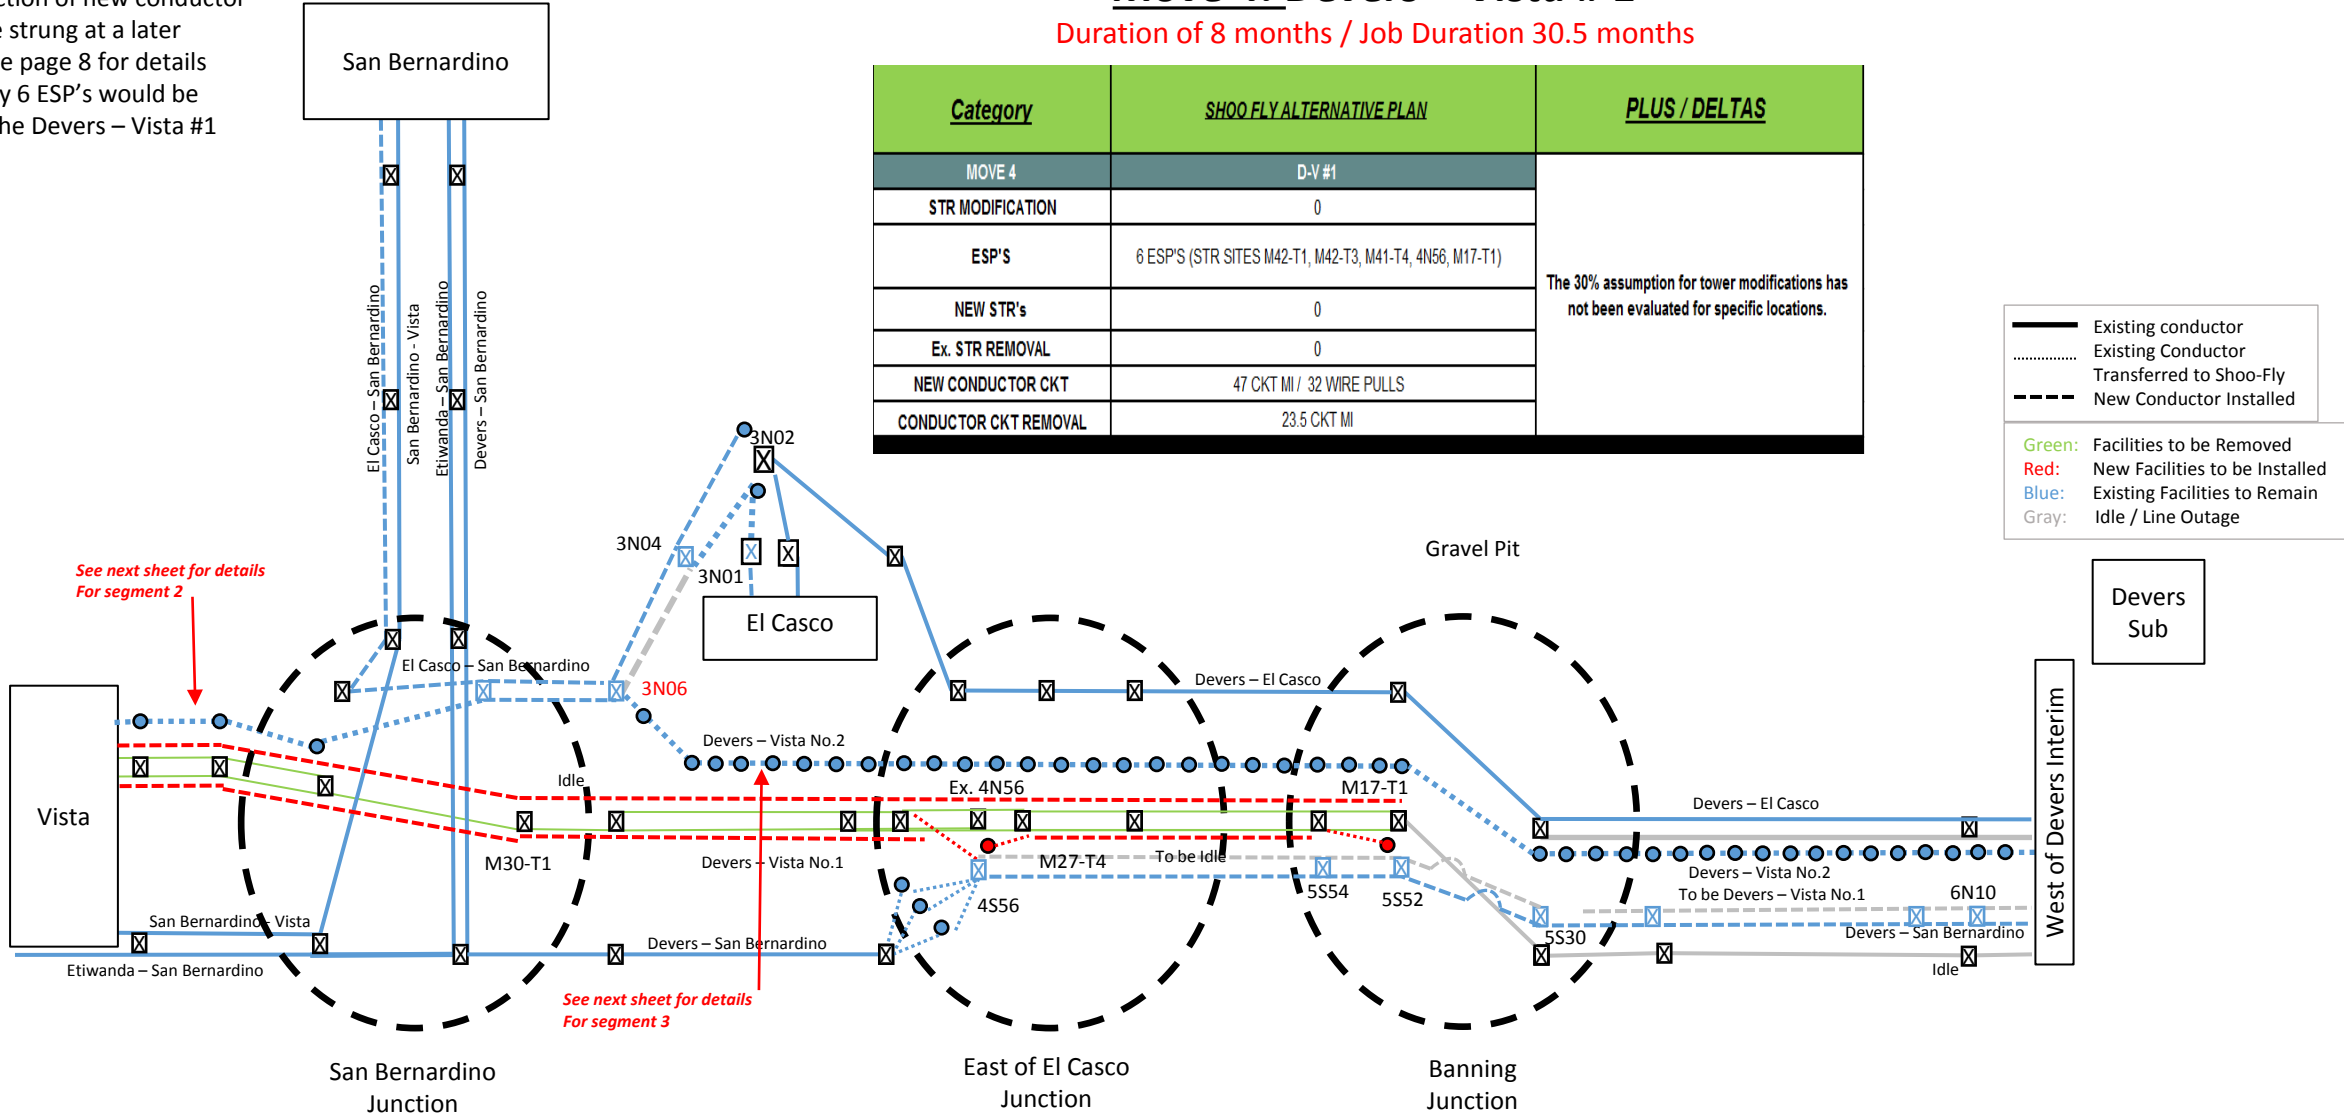 ction of new conductor
e strung at a later
e page 8 for details
y 6 ESP's would be
the Devers – Vista #1
Duration of 8 months / Job Duration 30.5 months
Category
SHOO FLY ALTERNATIVE PLAN
PLUS / DELTAS
MOVE 4
D-V #1
STR MODIFICATION
0
ESP'S
6 ESP'S (STR SITES M42-T1, M42-T3, M41-T4, 4N56, M17-T1)
NEW STR's
0
Ex. STR REMOVAL
0
NEW CONDUCTOR CKT
47 CKT MI / 32 WIRE PULLS
CONDUCTOR CKT REMOVAL
23.5 CKT MI
The 30% assumption for tower modifications has
not been evaluated for specific locations.
Existing conductor
Existing Conductor
Transferred to Shoo-Fly
New Conductor Installed
Green: Facilities to be Removed
Red: New Facilities to be Installed
Blue: Existing Facilities to Remain
Gray: Idle / Line Outage
San Bernardino
El Casco – San Bernardino
San Bernardino - Vista
Etiwanda – San Bernardino
Devers – San Bernardino
3N02
3N04
3N01
El Casco
Gravel Pit
Devers
Sub
See next sheet for details
For segment 2
El Casco – San Bernardino
3N06
Devers – El Casco
Devers – Vista No.2
Idle
Ex. 4N56
M17-T1
Vista
M30-T1
Devers – Vista No.1
M27-T4
To be Idle
4S56
5S54
5S52
Devers – El Casco
Devers – Vista No.2
To be Devers – Vista No.1
6N10
5S30
Devers – San Bernardino
Idle
West of Devers Interim
San Bernardino - Vista
Etiwanda – San Bernardino
Devers – San Bernardino
See next sheet for details
For segment 3
San Bernardino
Junction
East of El Casco
Junction
Banning
Junction